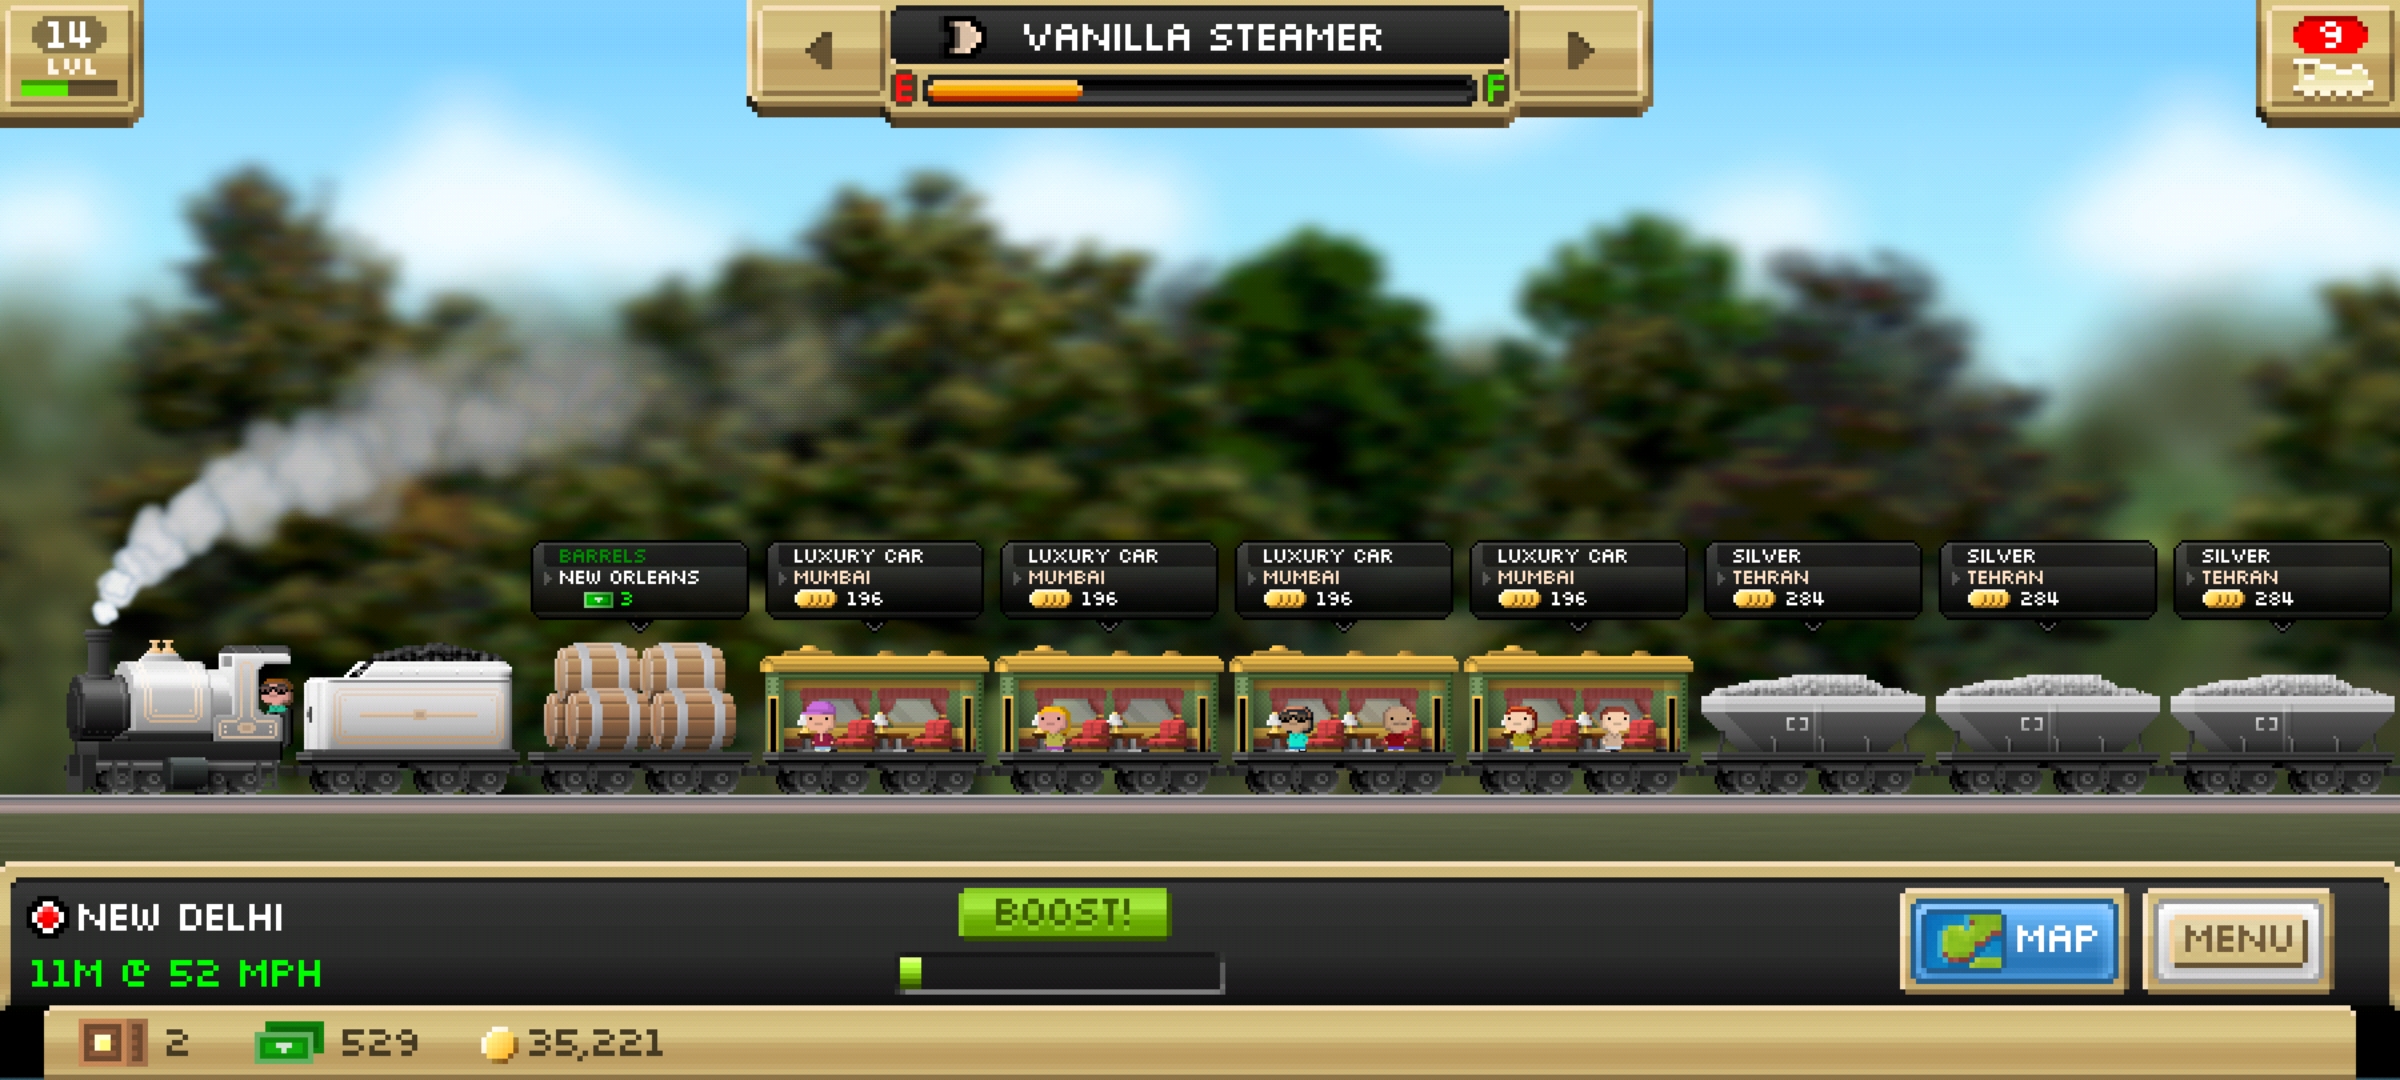 14
LVL
VANILLA STEAMER
E F
9
BARRELS
NEW ORLEANS
3
LUXURY CAR
MUMBAI
196
LUXURY CAR
MUMBAI
196
LUXURY CAR
MUMBAI
196
LUXURY CAR
MUMBAI
196
SILVER
TEHRAN
284
SILVER
TEHRAN
284
SILVER
TEHRAN
284
NEW DELHI
11M @ 52 MPH
BOOST!
MAP
MENU
2 529 35,221